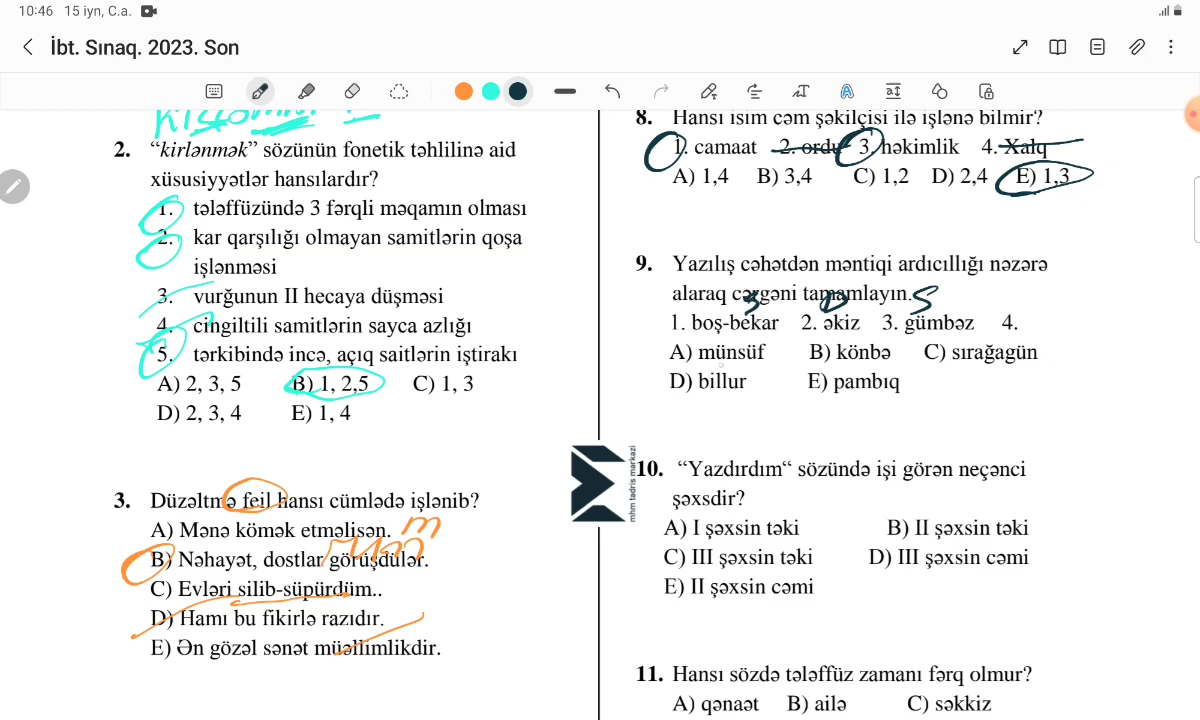 10:46 15 iyn, C.a.
İbt. Sınaq. 2023. Son
2. “kirlənmək” sözünün fonetik təhlilinə aid
xüsusiyyətlər hansılardır?
1. tələffüzündə 3 fərqli məqamın olması
2. kar qarşılığı olmayan samitlərin qoşa
işlənməsi
3. vurğunun II hecaya düşməsi
4. cingiltili samitlərin sayca azlığı
5. tərkibində incə, açıq saitlərin iştirakı
A) 2, 3, 5 B) 1, 2,5 C) 1, 3
D) 2, 3, 4 E) 1, 4
3. Düzəltmə feil hansı cümlədə işlənib?
A) Mənə kömək etməlisən. m
B) Nəhayət, dostlar görüşdülər.
C) Evləri silib-süpürdüm..
D) Hamı bu fikirlə razıdır.
E) Ən gözəl sənət müəllimlikdir.
mhm tədris mərkəzi
8. Hansı isim cəm şəkilçisi ilə işlənə bilmir?
1. camaat 2. ordu 3. həkimlik 4. Xalq
A) 1,4 B) 3,4 C) 1,2 D) 2,4 E) 1,3
9. Yazılış cəhətdən məntiqi ardıcıllığı nəzərə
alaraq cərgəni tamamlayın. S
3 D
1. boş-bekar 2. əkiz 3. gümbəz 4.
A) münsüf B) könbə C) sırağagün
D) billur E) pambıq
10. “Yazdırdım“ sözündə işi görən neçənci
şəxsdir?
A) I şəxsin təki B) II şəxsin təki
C) III şəxsin təki D) III şəxsin cəmi
E) II şəxsin cəmi
11. Hansı sözdə tələffüz zamanı fərq olmur?
A) qənaət B) ailə C) səkkiz